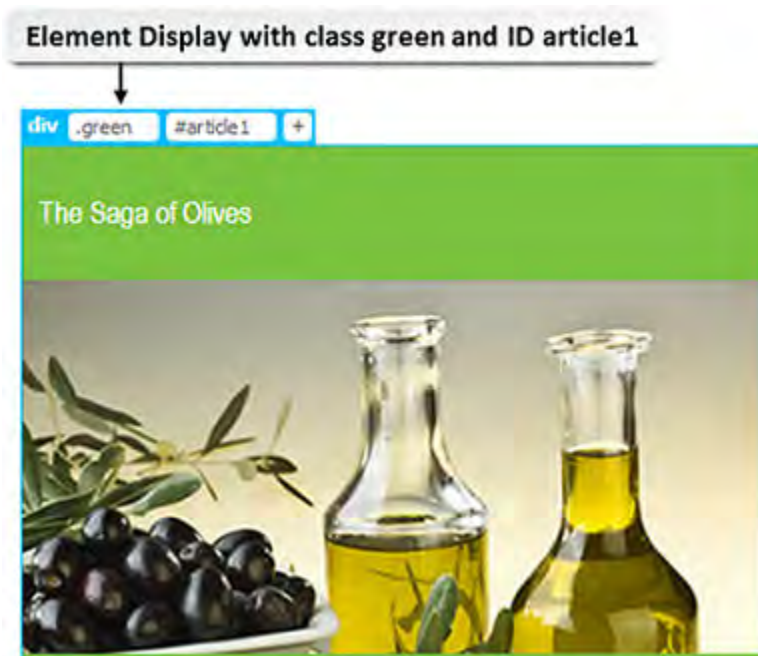 Element Display with class green and ID article1
div .green #article1 +
The Saga of Olives